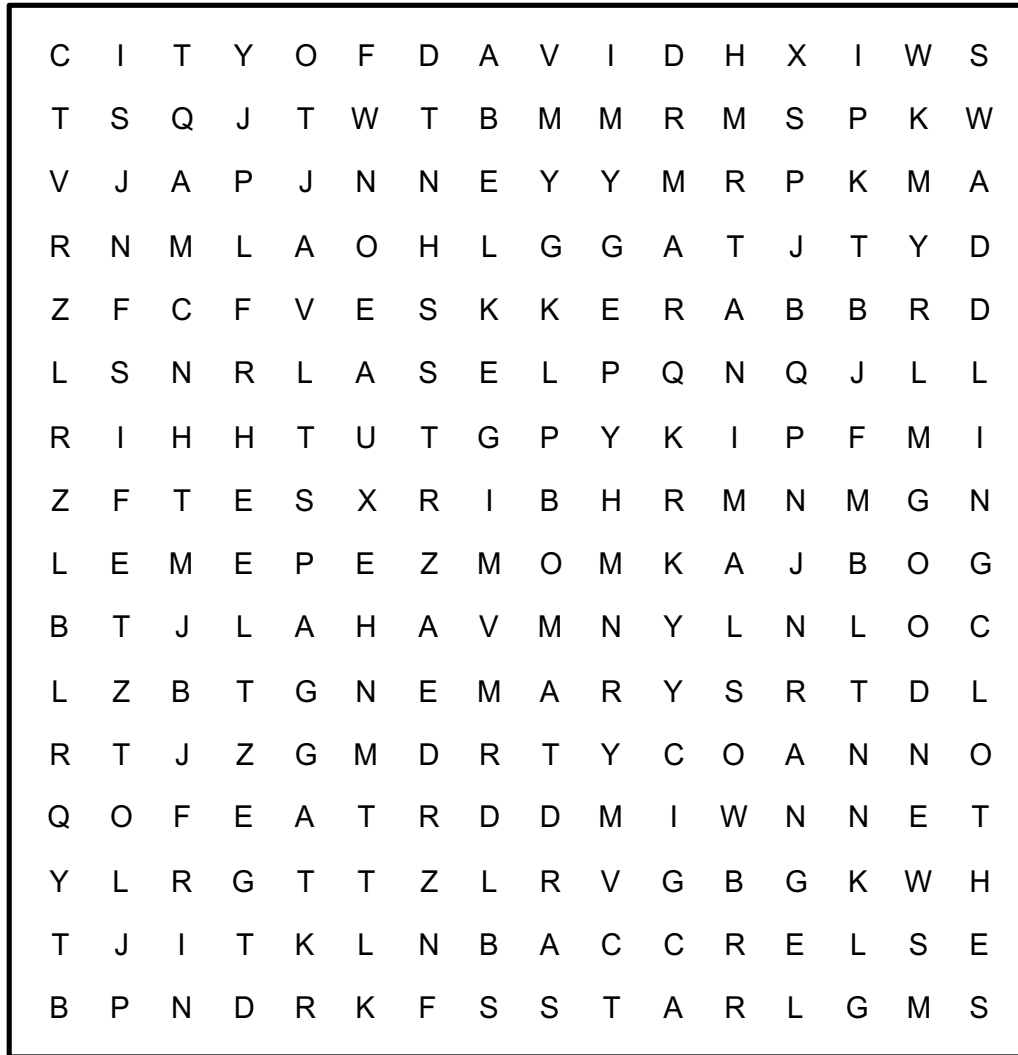 C I T Y O F D A V I D H X I W S
T S Q J T W T B M M R M S P K W
V J A P J N N E Y Y M R P K M A
R N M L A O H L G G A T J T Y D
Z F C F V E S K K E R A B B R D
L S N R L A S E L P Q N Q J L L
R I H H T U T G P Y K I P F M I
Z F T E S X R I B H R M N M G N
L E M E P E Z M O M K A J B O G
B T J L A H A V M N Y L N L O C
L Z B T G N E M A R Y S R T D L
R T J Z G M D R T Y C O A N N O
Q O F E A T R D D M I W N N E T
Y L R G T T Z L R V G B G K W H
T J I T K L N B A C C R E L S E
B P N D R K F S S T A R L G M S